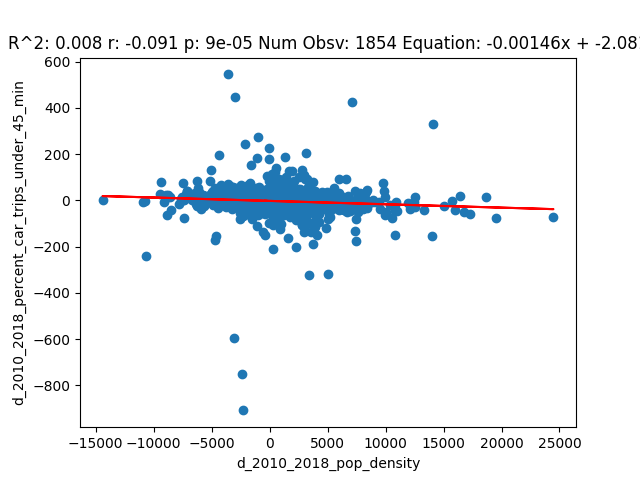 R^2: 0.008 r: -0.091 p: 9e-05 Num Obsv: 1854 Equation: -0.00146x + -2.08
d_2010_2018_percent_car_trips_under_45_min
600
400
200
0
−200
−400
−600
−800
−15000 −10000 −5000 0 5000 10000 15000 20000 25000
d_2010_2018_pop_density